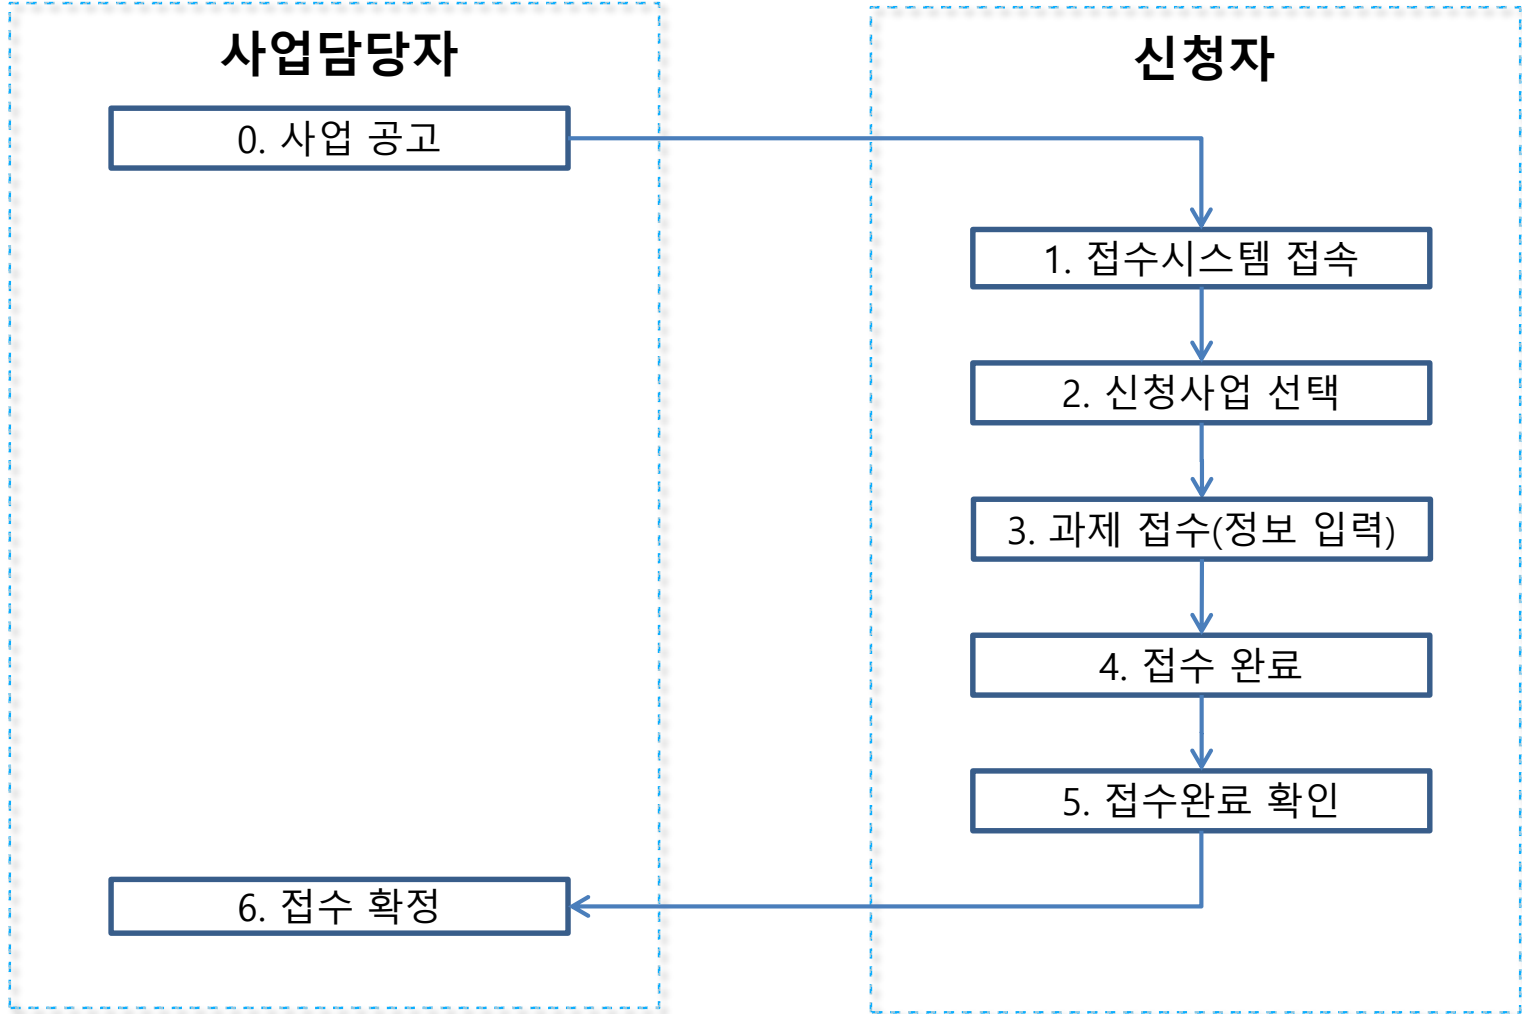 사업담당자
0. 사업 공고
6. 접수 확정
신청자
1. 접수시스템 접속
2. 신청사업 선택
3. 과제 접수(정보 입력)
4. 접수 완료
5. 접수완료 확인